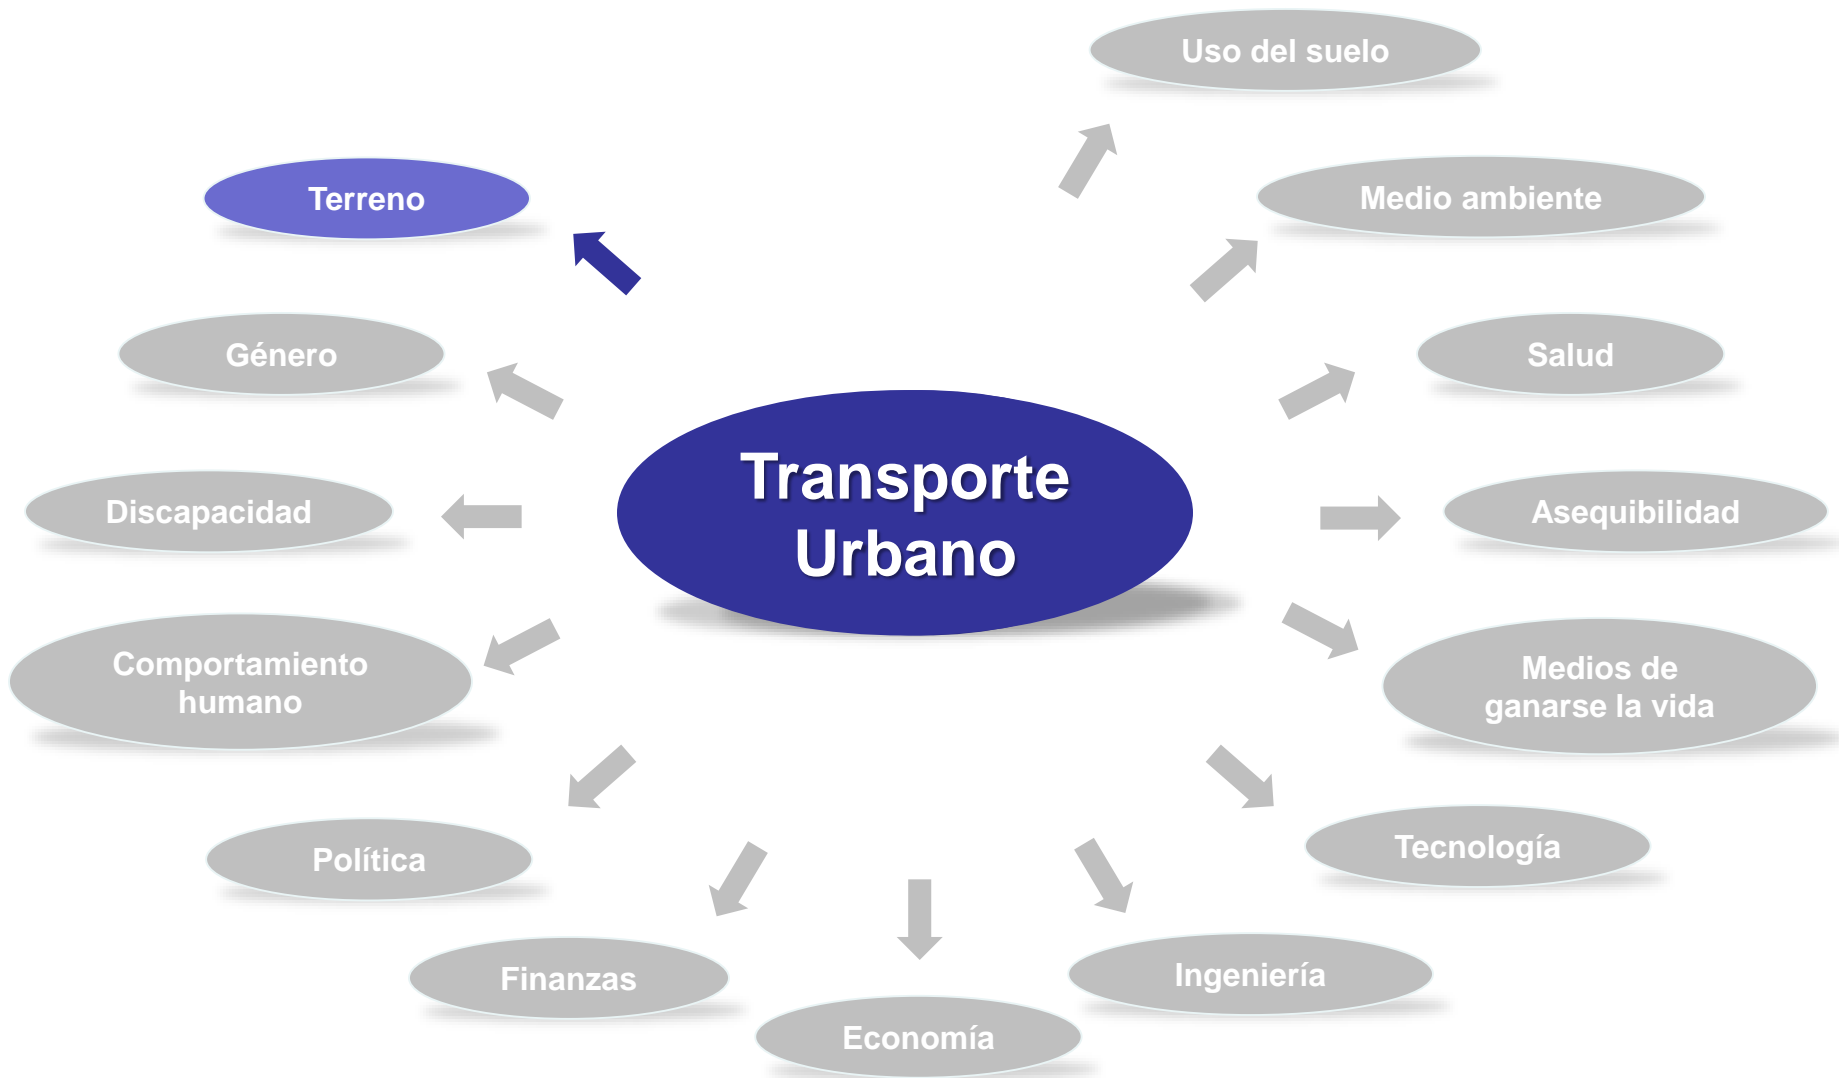 Uso del suelo
Terreno
Medio ambiente
Género
Salud
Transporte
Urbano
Discapacidad
Asequibilidad
Comportamiento
humano
Medios de
ganarse la vida
Política
Tecnología
Finanzas
Ingeniería
Economía